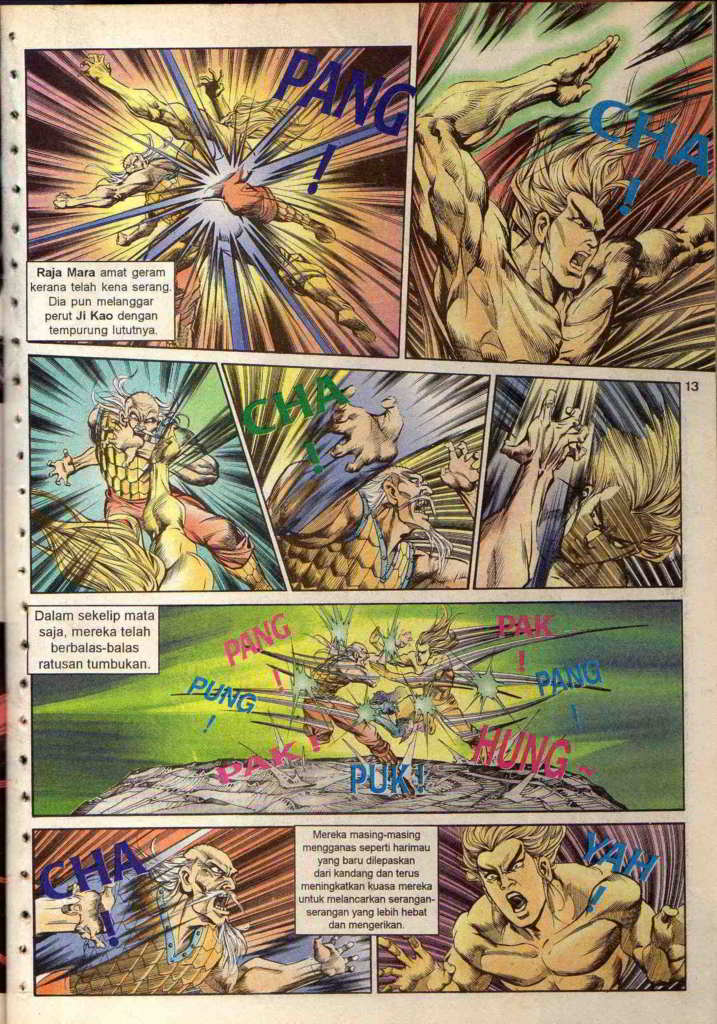 PANG
!
CHA
!
Raja Mara amat geram
kerana telah kena serang.
Dia pun melanggar
perut Ji Kao dengan
tempurung lututnya.
13
CHA
!
Dalam sekelip mata
saja, mereka telah
berbalas-balas
ratusan tumbukan.
PANG
!
PAK
!
PUNG
!
PANG
!
PAK !
PUK !
HUNG~
CHA
!
Mereka masing-masing
mengganas seperti harimau
yang baru dilepaskan
dari kandang dan terus
meningkatkan kuasa mereka
untuk melancarkan serangan-
serangan yang lebih hebat
dan mengerikan.
YAH
!